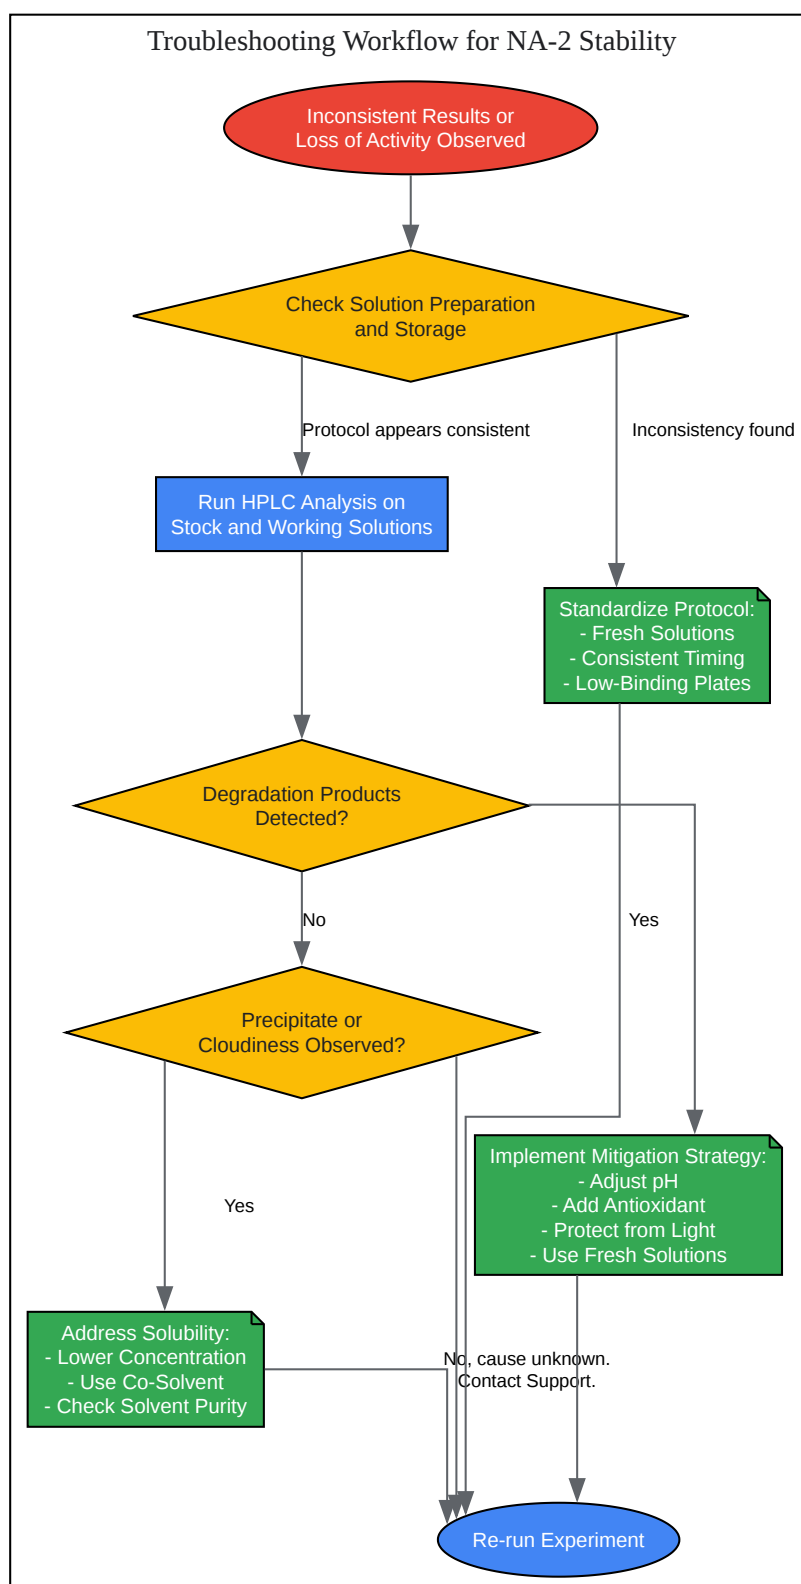 Troubleshooting Workflow for NA-2 Stability
Inconsistent Results or
Loss of Activity Observed
Check Solution Preparation
and Storage
Protocol appears consistent
Inconsistency found
Run HPLC Analysis on
Stock and Working Solutions
Standardize Protocol:
- Fresh Solutions
- Consistent Timing
- Low-Binding Plates
Degradation Products
Detected?
No
Yes
Precipitate or
Cloudiness Observed?
Implement Mitigation Strategy:
- Adjust pH
- Add Antioxidant
- Protect from Light
- Use Fresh Solutions
Yes
Address Solubility:
- Lower Concentration
- Use Co-Solvent
- Check Solvent Purity
No, cause unknown.
Contact Support.
Re-run Experiment